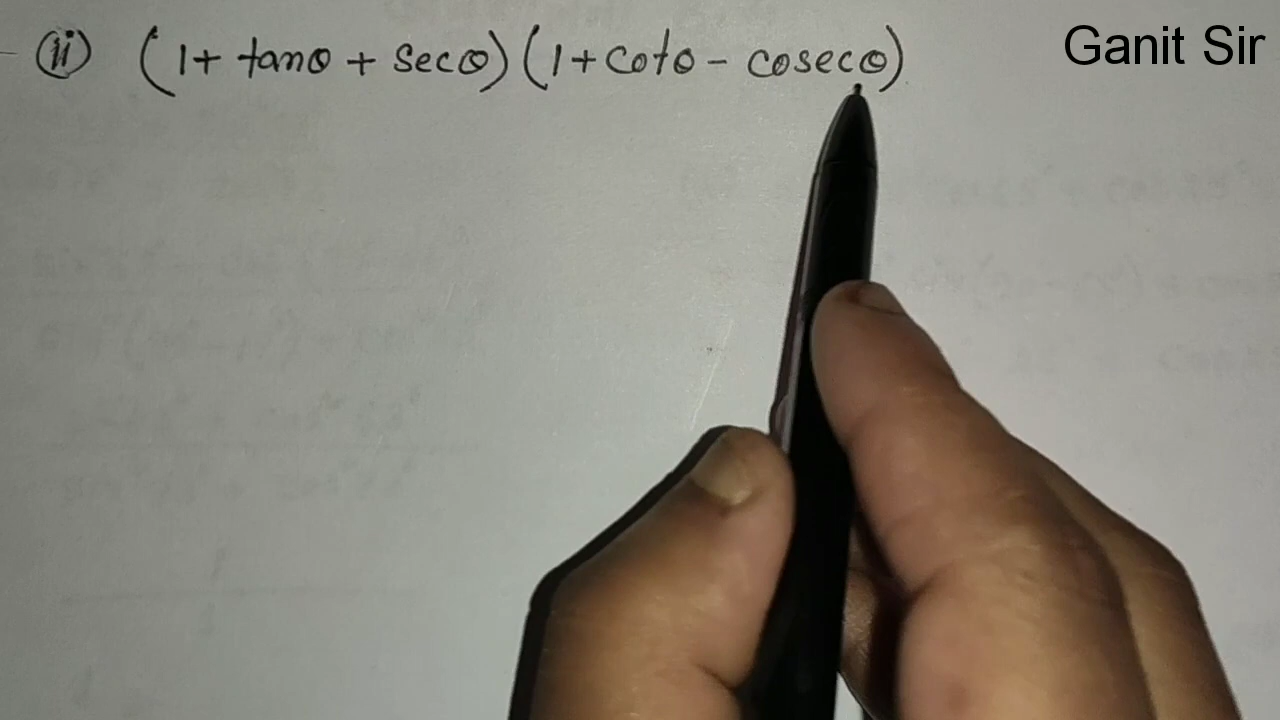 (ii) (1 + tanθ + secθ)(1 + cotθ - cosecθ)
Ganit Sir